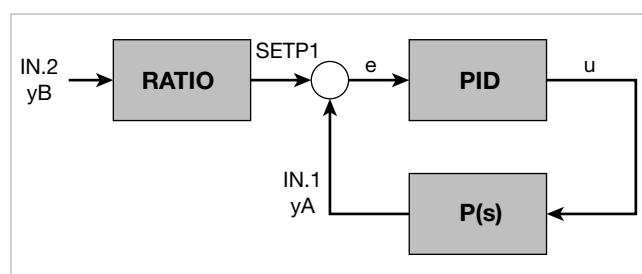 IN.2
yB
RATIO
SETP1
e
PID
u
IN.1
yA
P(s)